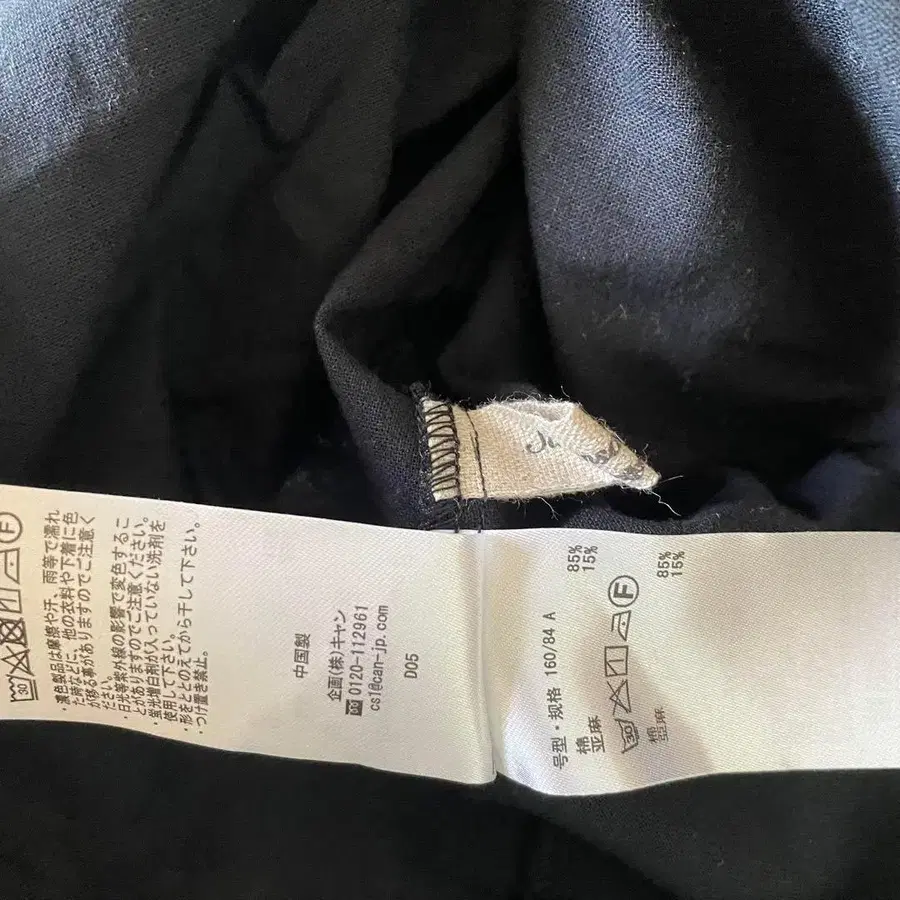 30 F
・濃色製品は摩擦や汗、雨等で濡れ
た時などに、他の衣料や下着に色
が移る事がありますのでご注意く
ださい。
・日光等紫外線の影響で変色するこ
とがありますのでご注意ください。
・蛍光増白剤が入っていない洗剤を
使用して下さい。
・形をととのえてから干して下さい。
・つけ置き禁止。
中国製
企画(株)キャン
0120-112961
cs1@can-jp.com
D05
号型・规格 160/84 A
棉 85%
亚麻 15%
30 F
棉 85%
亞麻 15%